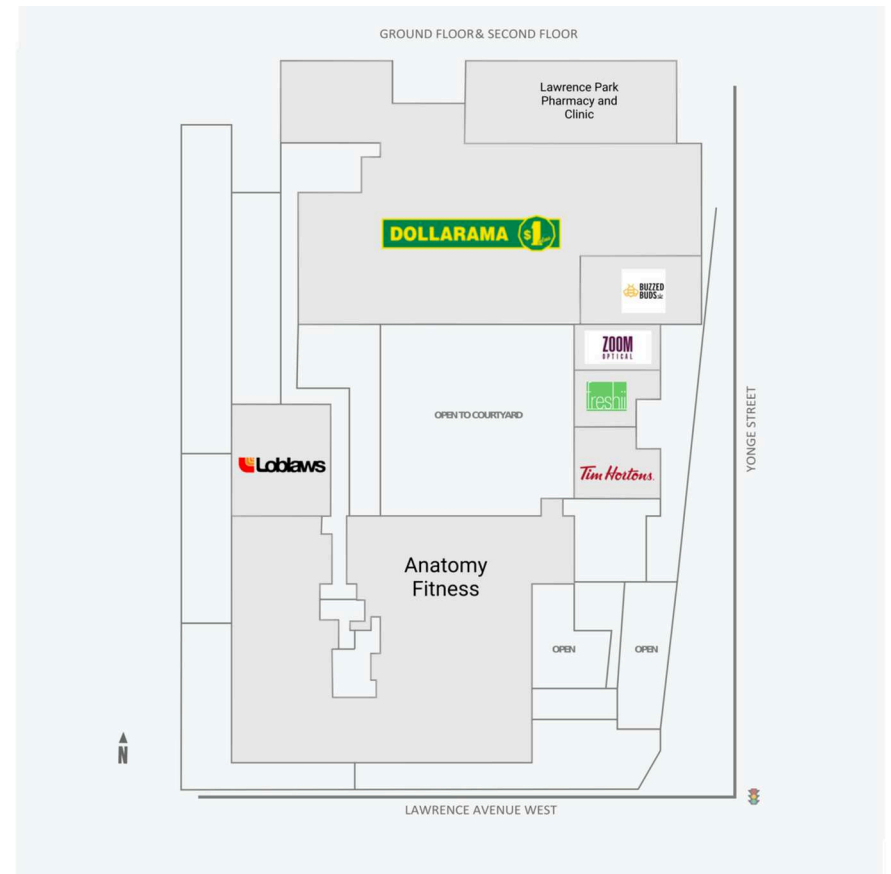 GROUND FLOOR& SECOND FLOOR
Lawrence Park
Pharmacy and
Clinic
DOLLARAMA $1
BUZZED
BUDS
ZOOM
OPTICAL
freshii
OPEN TO COURTYARD
YONGE STREET
Loblaws
Tim Hortons.
Anatomy
Fitness
OPEN
OPEN
N
LAWRENCE AVENUE WEST